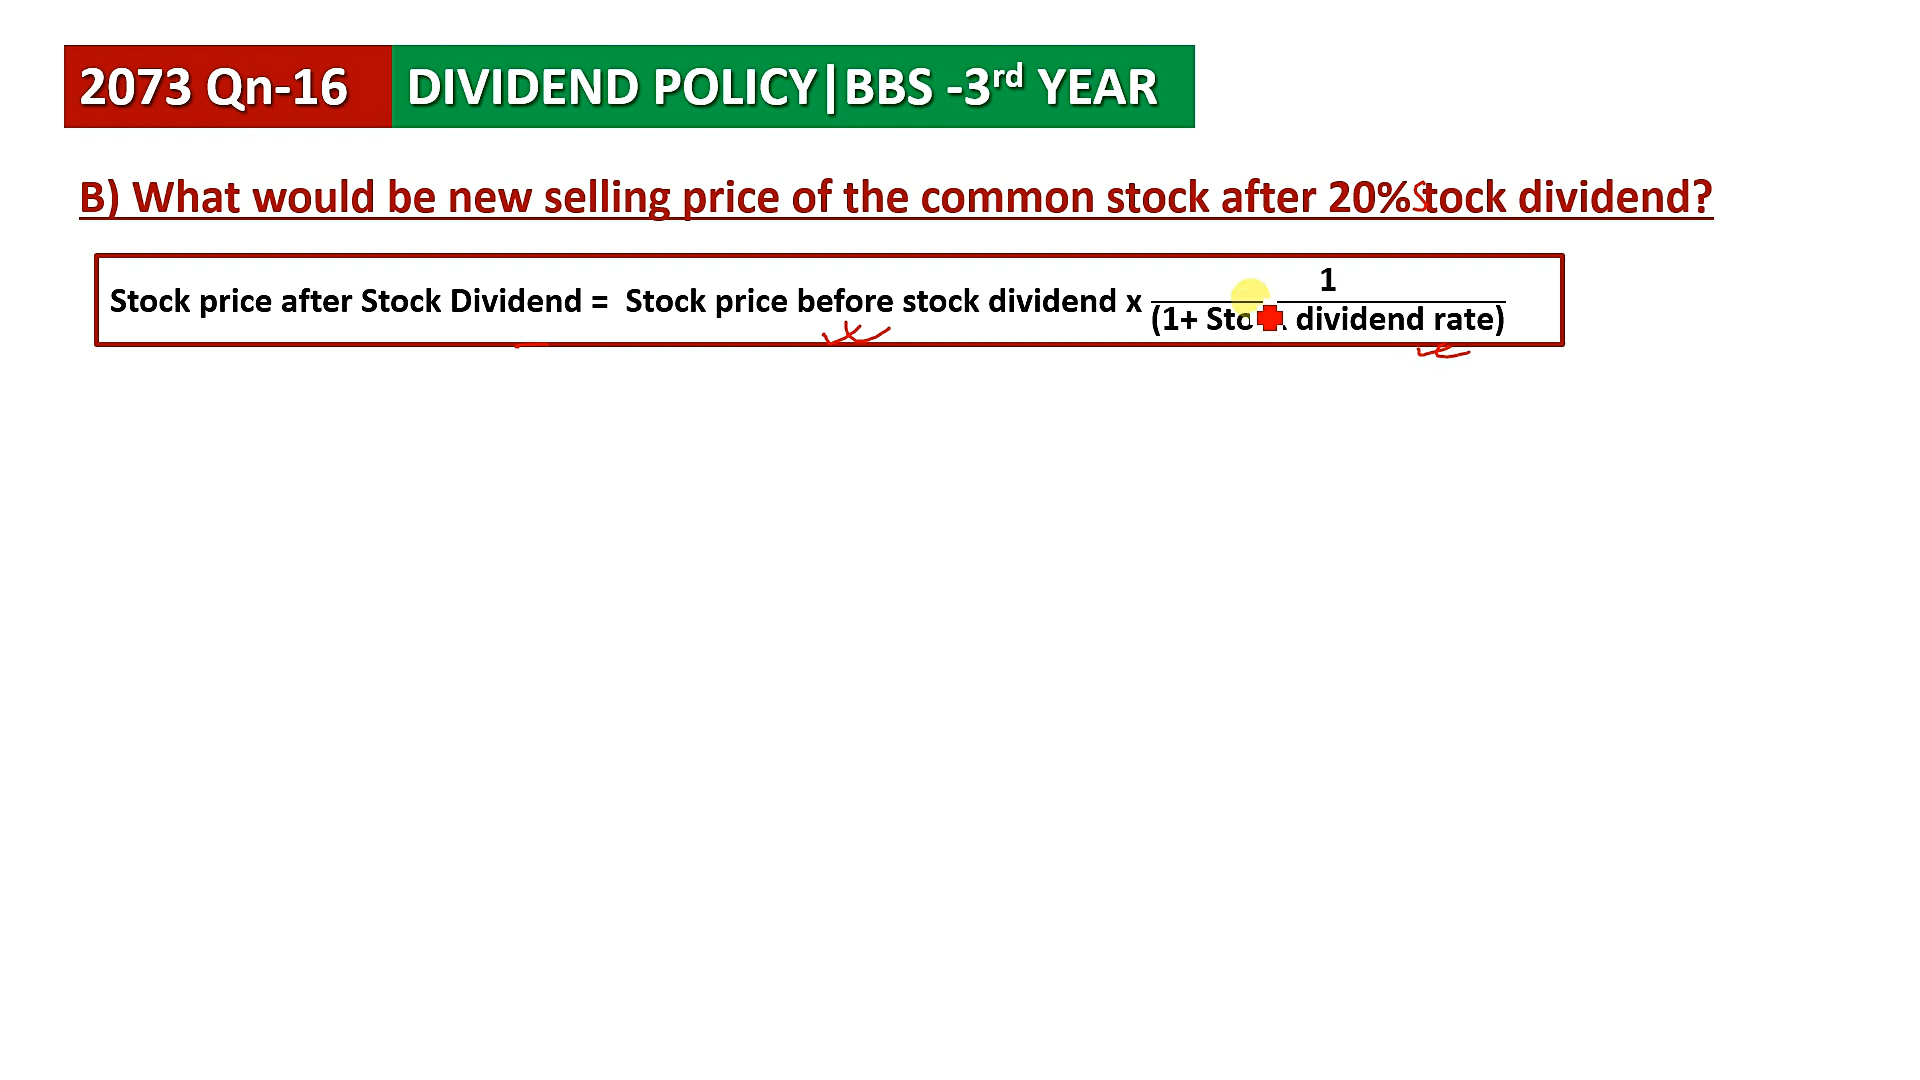 2073 Qn-16 DIVIDEND POLICY|BBS -3rd YEAR
B) What would be new selling price of the common stock after 20% stock dividend?
1
Stock price after Stock Dividend = Stock price before stock dividend x
(1+ Stock dividend rate)